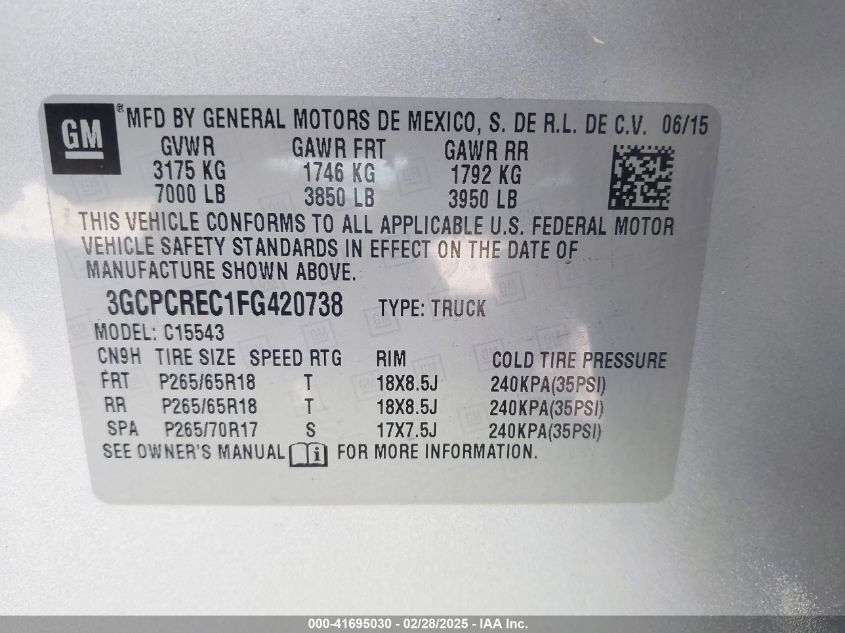 GM® MFD BY GENERAL MOTORS DE MEXICO, S. DE R.L. DE C.V. 06/15
GVWR GAWR FRT GAWR RR
3175 KG 1746 KG 1792 KG
7000 LB 3850 LB 3950 LB
THIS VEHICLE CONFORMS TO ALL APPLICABLE U.S. FEDERAL MOTOR
VEHICLE SAFETY STANDARDS IN EFFECT ON THE DATE OF
MANUFACTURE SHOWN ABOVE.
3GCPCREC1FG420738 TYPE: TRUCK
MODEL: C15543
CN9H TIRE SIZE SPEED RTG RIM COLD TIRE PRESSURE
FRT P265/65R18 T 18X8.5J 240KPA(35PSI)
RR P265/65R18 T 18X8.5J 240KPA(35PSI)
SPA P265/70R17 S 17X7.5J 240KPA(35PSI)
SEE OWNER'S MANUAL FOR MORE INFORMATION.
000-41695030 - 02/28/2025 - IAA Inc.